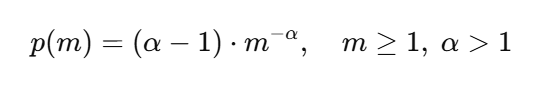 p(m) = (α − 1) · m^{−α}, m ≥ 1, α > 1